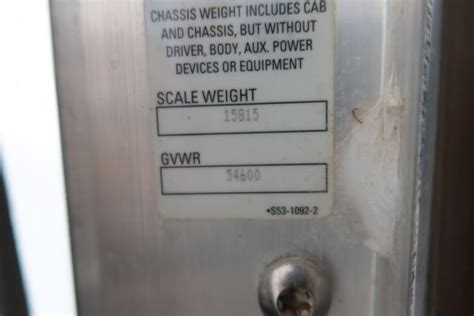 CHASSIS WEIGHT INCLUDES CAB
AND CHASSIS, BUT WITHOUT
DRIVER, BODY, AUX. POWER
DEVICES OR EQUIPMENT
SCALE WEIGHT
15815
GVWR
54600
•S53-1092-2